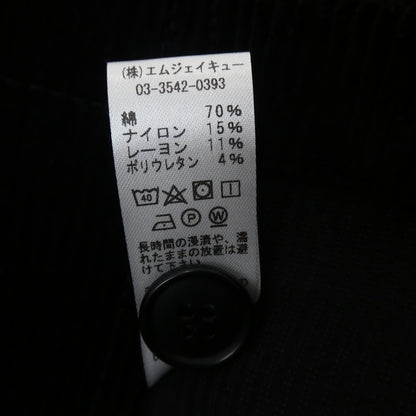 (株)エムジェイキュー
03-3542-0393
綿 70%
ナイロン 15%
レーヨン 11%
ポリウレタン 4%
40
P W
長時間の浸漬や、濡
れたままの放置は避
けて下さい。